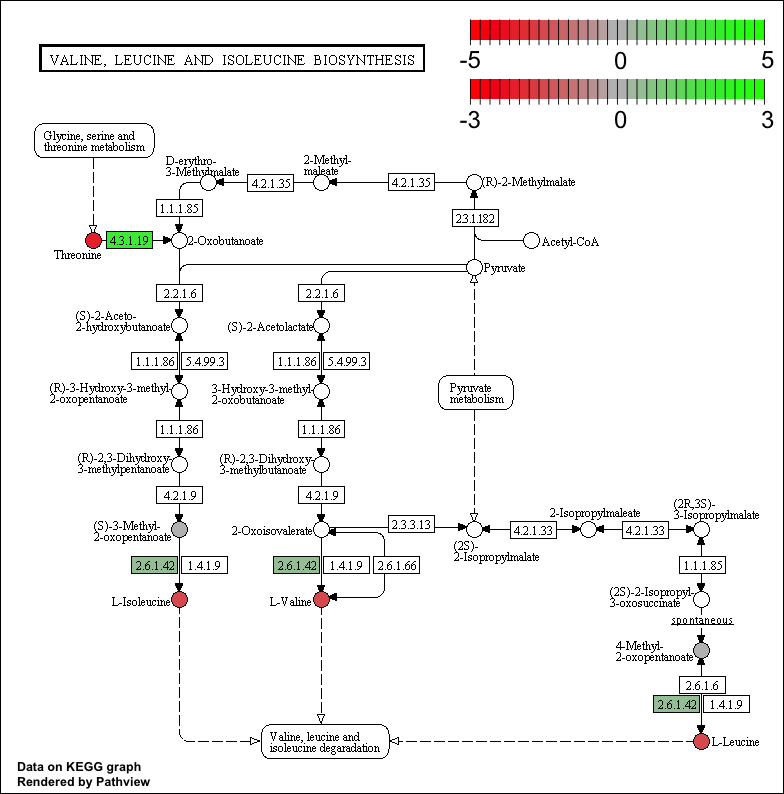 -5 0 5
VALINE, LEUCINE AND ISOLEUCINE BIOSYNTHESIS
-3 0 3
Glycine, serine and
threonine metabolism
D-erythro-
3-Methylmalate
2-Methyl-
maleate
4.2.1.35
4.2.1.35
(R)-2-Methylmalate
1.1.1.85
2.3.1.182
4.3.1.19
2-Oxobutanoate
Acetyl-CoA
Threonine
Pyruvate
2.2.1.6
2.2.1.6
(S)-2-Aceto-
2-hydroxybutanoate
(S)-2-Acetolactate
1.1.1.86
5.4.99.3
1.1.1.86
5.4.99.3
(R)-3-Hydroxy-3-methyl-
2-oxopentanoate
3-Hydroxy-3-methyl-
2-oxobutanoate
Pyruvate
metabolism
1.1.1.86
1.1.1.86
(R)-2,3-Dihydroxy-
3-methylpentanoate
(R)-2,3-Dihydroxy-
3-methylbutanoate
4.2.1.9
4.2.1.9
(S)-3-Methyl-
2-oxopentanoate
2-Oxoisovalerate
2.3.3.13
(2S)-
2-Isopropylmalate
4.2.1.33
2-Isopropylmaleate
4.2.1.33
(2R,3S)-
3-Isopropylmalate
2.6.1.42
1.4.1.9
2.6.1.42
1.4.1.9
2.6.1.66
1.1.1.85
L-Isoleucine
L-Valine
(2S)-2-Isopropyl-
3-oxosuccinate
spontaneous
4-Methyl-
2-oxopentanoate
2.6.1.6
2.6.1.42
1.4.1.9
Valine, leucine and
isoleucine degradation
L-Leucine
Data on KEGG graph
Rendered by Pathview